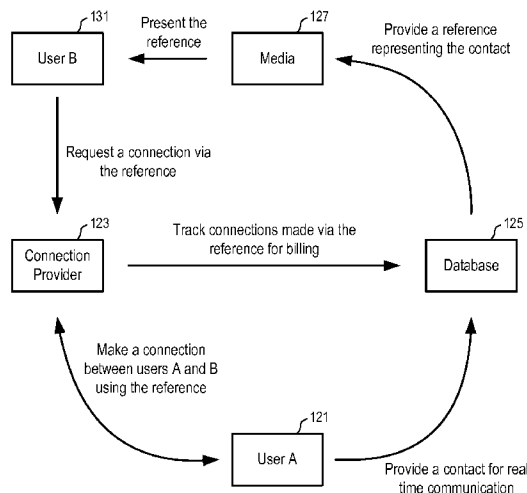 131
User B
Present the
reference
127
Media
Provide a reference
representing the contact
Request a connection via
the reference
123
Connection
Provider
Track connections made via the
reference for billing
125
Database
Make a connection
between users A and B
using the reference
121
User A
Provide a contact for real
time communication